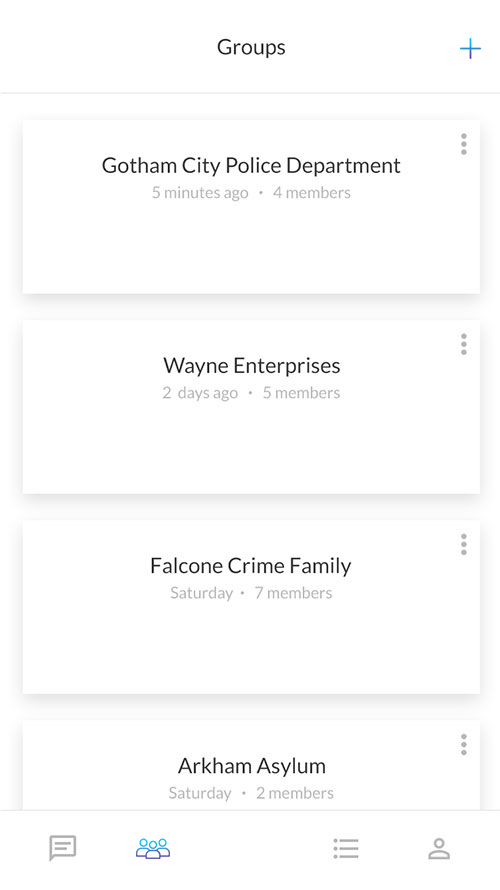 Groups
Gotham City Police Department
5 minutes ago • 4 members
Wayne Enterprises
2 days ago • 5 members
Falcone Crime Family
Saturday • 7 members
Arkham Asylum
Saturday • 2 members